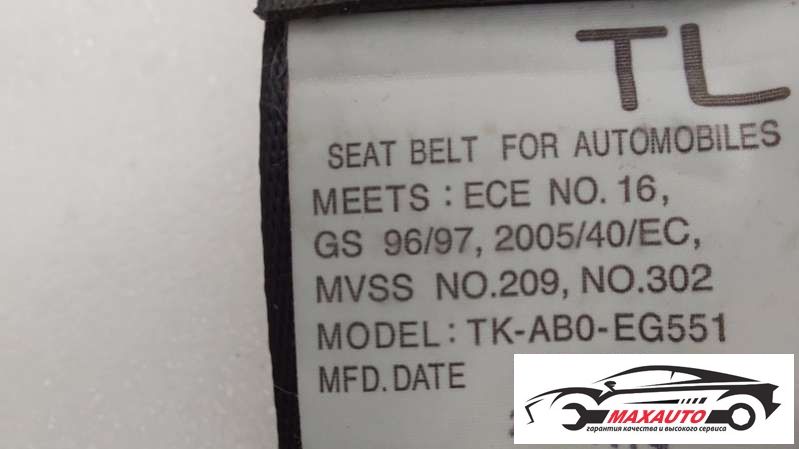 TL
SEAT BELT FOR AUTOMOBILES
MEETS : ECE NO. 16,
GS 96/97, 2005/40/EC,
MVSS NO.209, NO.302
MODEL: TK-AB0-EG551
MFD. DATE
MAXAUTO
гарантия качества и высокого сервиса